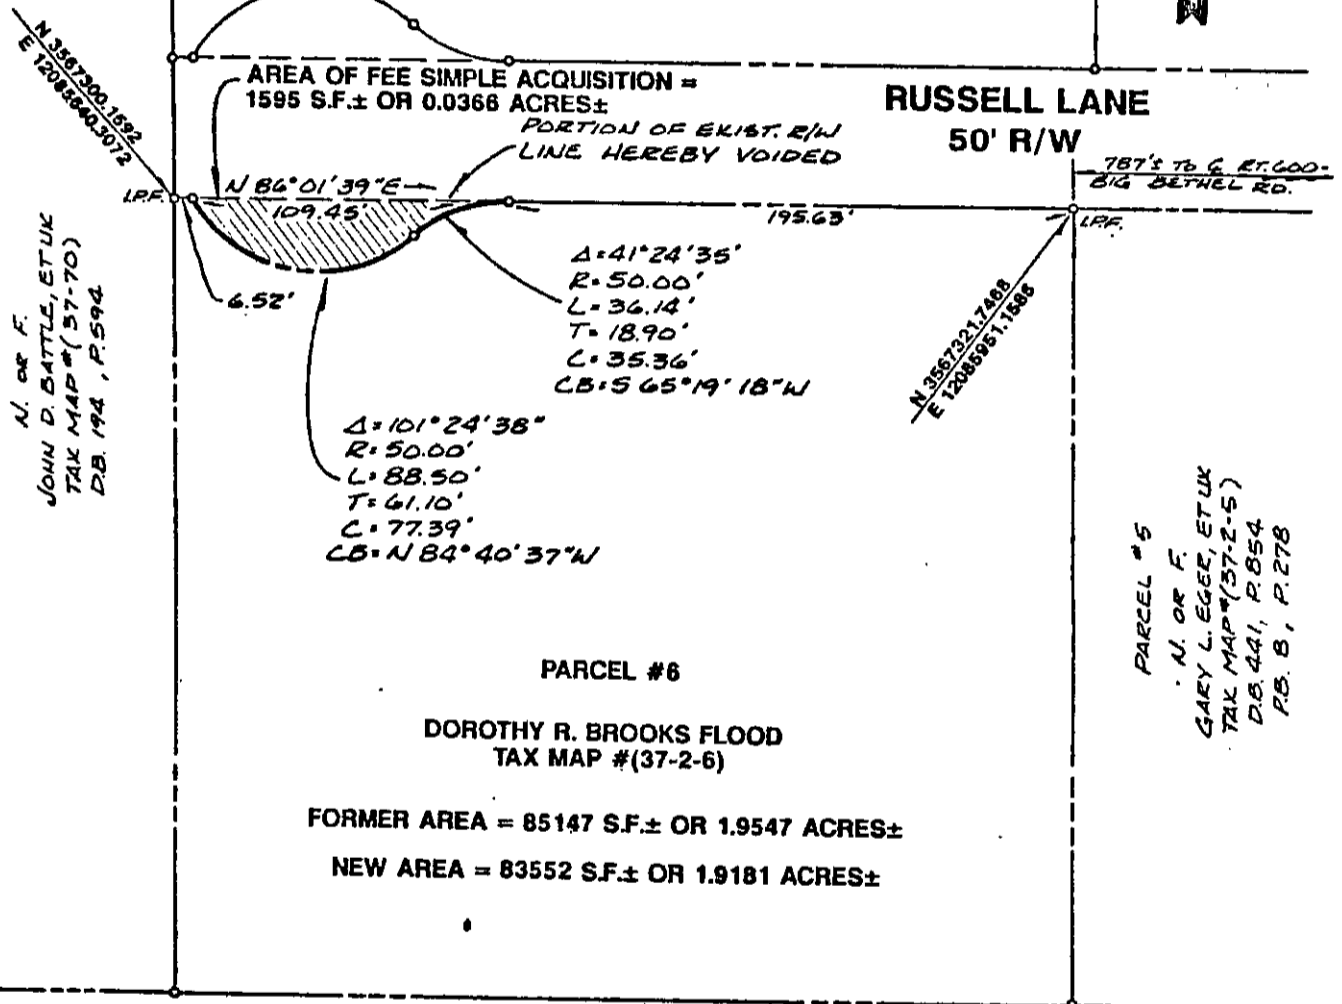 N 3567300.1592
E 12085640.3072
AREA OF FEE SIMPLE ACQUISITION =
1595 S.F.± OR 0.0366 ACRES±
PORTION OF EXIST. R/W
LINE HEREBY VOIDED
RUSSELL LANE
50' R/W
787'± TO ℄ RT. 600-
BIG BETHEL RD.
I.P.F.
N 86°01'39"E
109.45'
195.63'
I.P.F.
6.52'
Δ=41°24'35'
R=50.00'
L=36.14'
T=18.90'
C=35.36'
CB=S 65°19'18"W
N 3567321.7468
E 12085951.1586
N. OR F.
JOHN D. BATTLE, ET UX
TAX MAP #(37-70)
D.B. 194, P. 594
Δ=101°24'38"
R=50.00'
L=88.50'
T=61.10'
C=77.39'
CB=N 84°40'37"W
PARCEL #5
N. OR F.
GARY L. EGER, ET UX
TAX MAP #(37-2-5)
D.B. 441, P. 854
P.B. 8, P. 278
PARCEL #6
DOROTHY R. BROOKS FLOOD
TAX MAP #(37-2-6)
FORMER AREA = 85147 S.F.± OR 1.9547 ACRES±
NEW AREA = 83552 S.F.± OR 1.9181 ACRES±